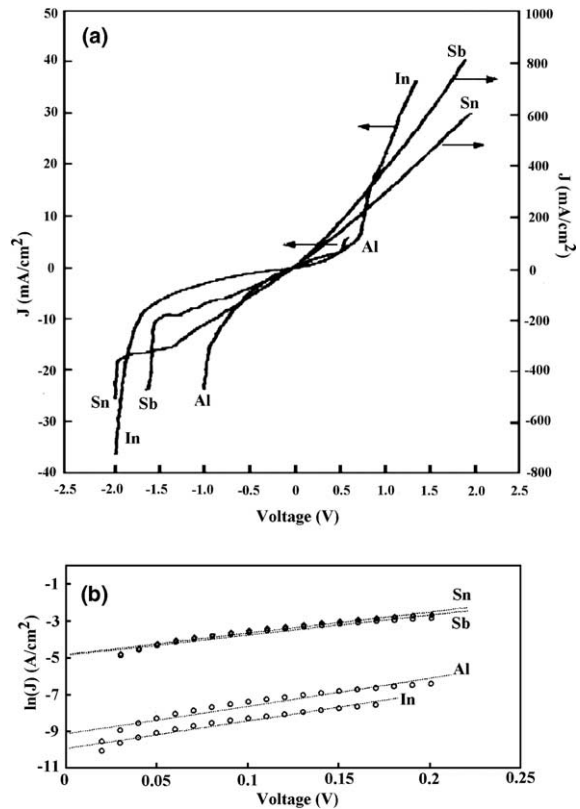 (a)
50
40
30
20
10
0
-10
-20
-30
-40
J (mA/cm²)
1000
800
600
400
200
0
-200
-400
-600
800
J (mA/cm²)
In
Sb
Sn
Al
Sn
In
Sb
Al
-2.5 -2.0 -1.5 -1.0 -0.5 0 0.5 1.0 1.5 2.0 2.5
Voltage (V)
(b)
-1
-3
-5
-7
-9
-11
ln(J) (A/cm²)
Sn
Sb
Al
In
0 0.05 0.1 0.15 0.2
Voltage (V)